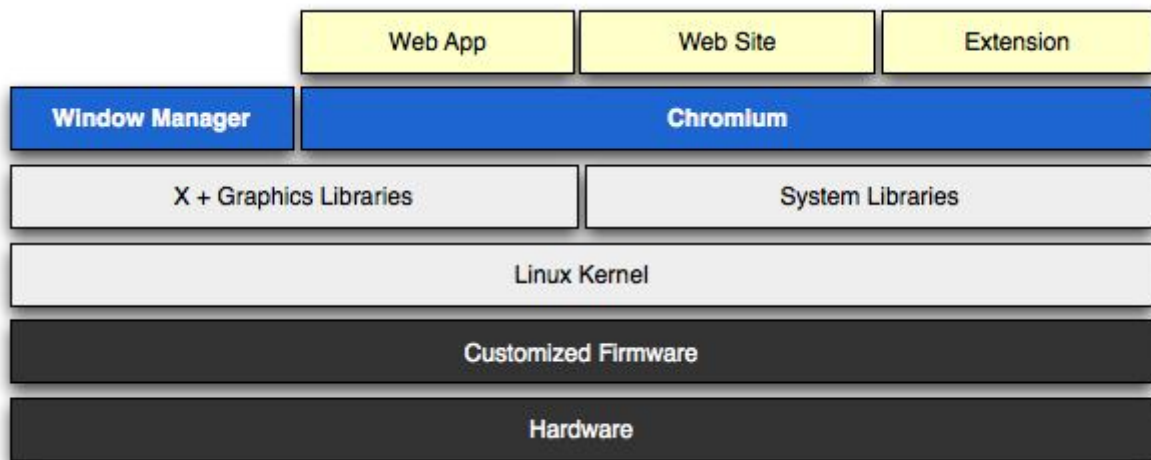 Web App
Web Site
Extension
Window Manager
Chromium
X + Graphics Libraries
System Libraries
Linux Kernel
Customized Firmware
Hardware